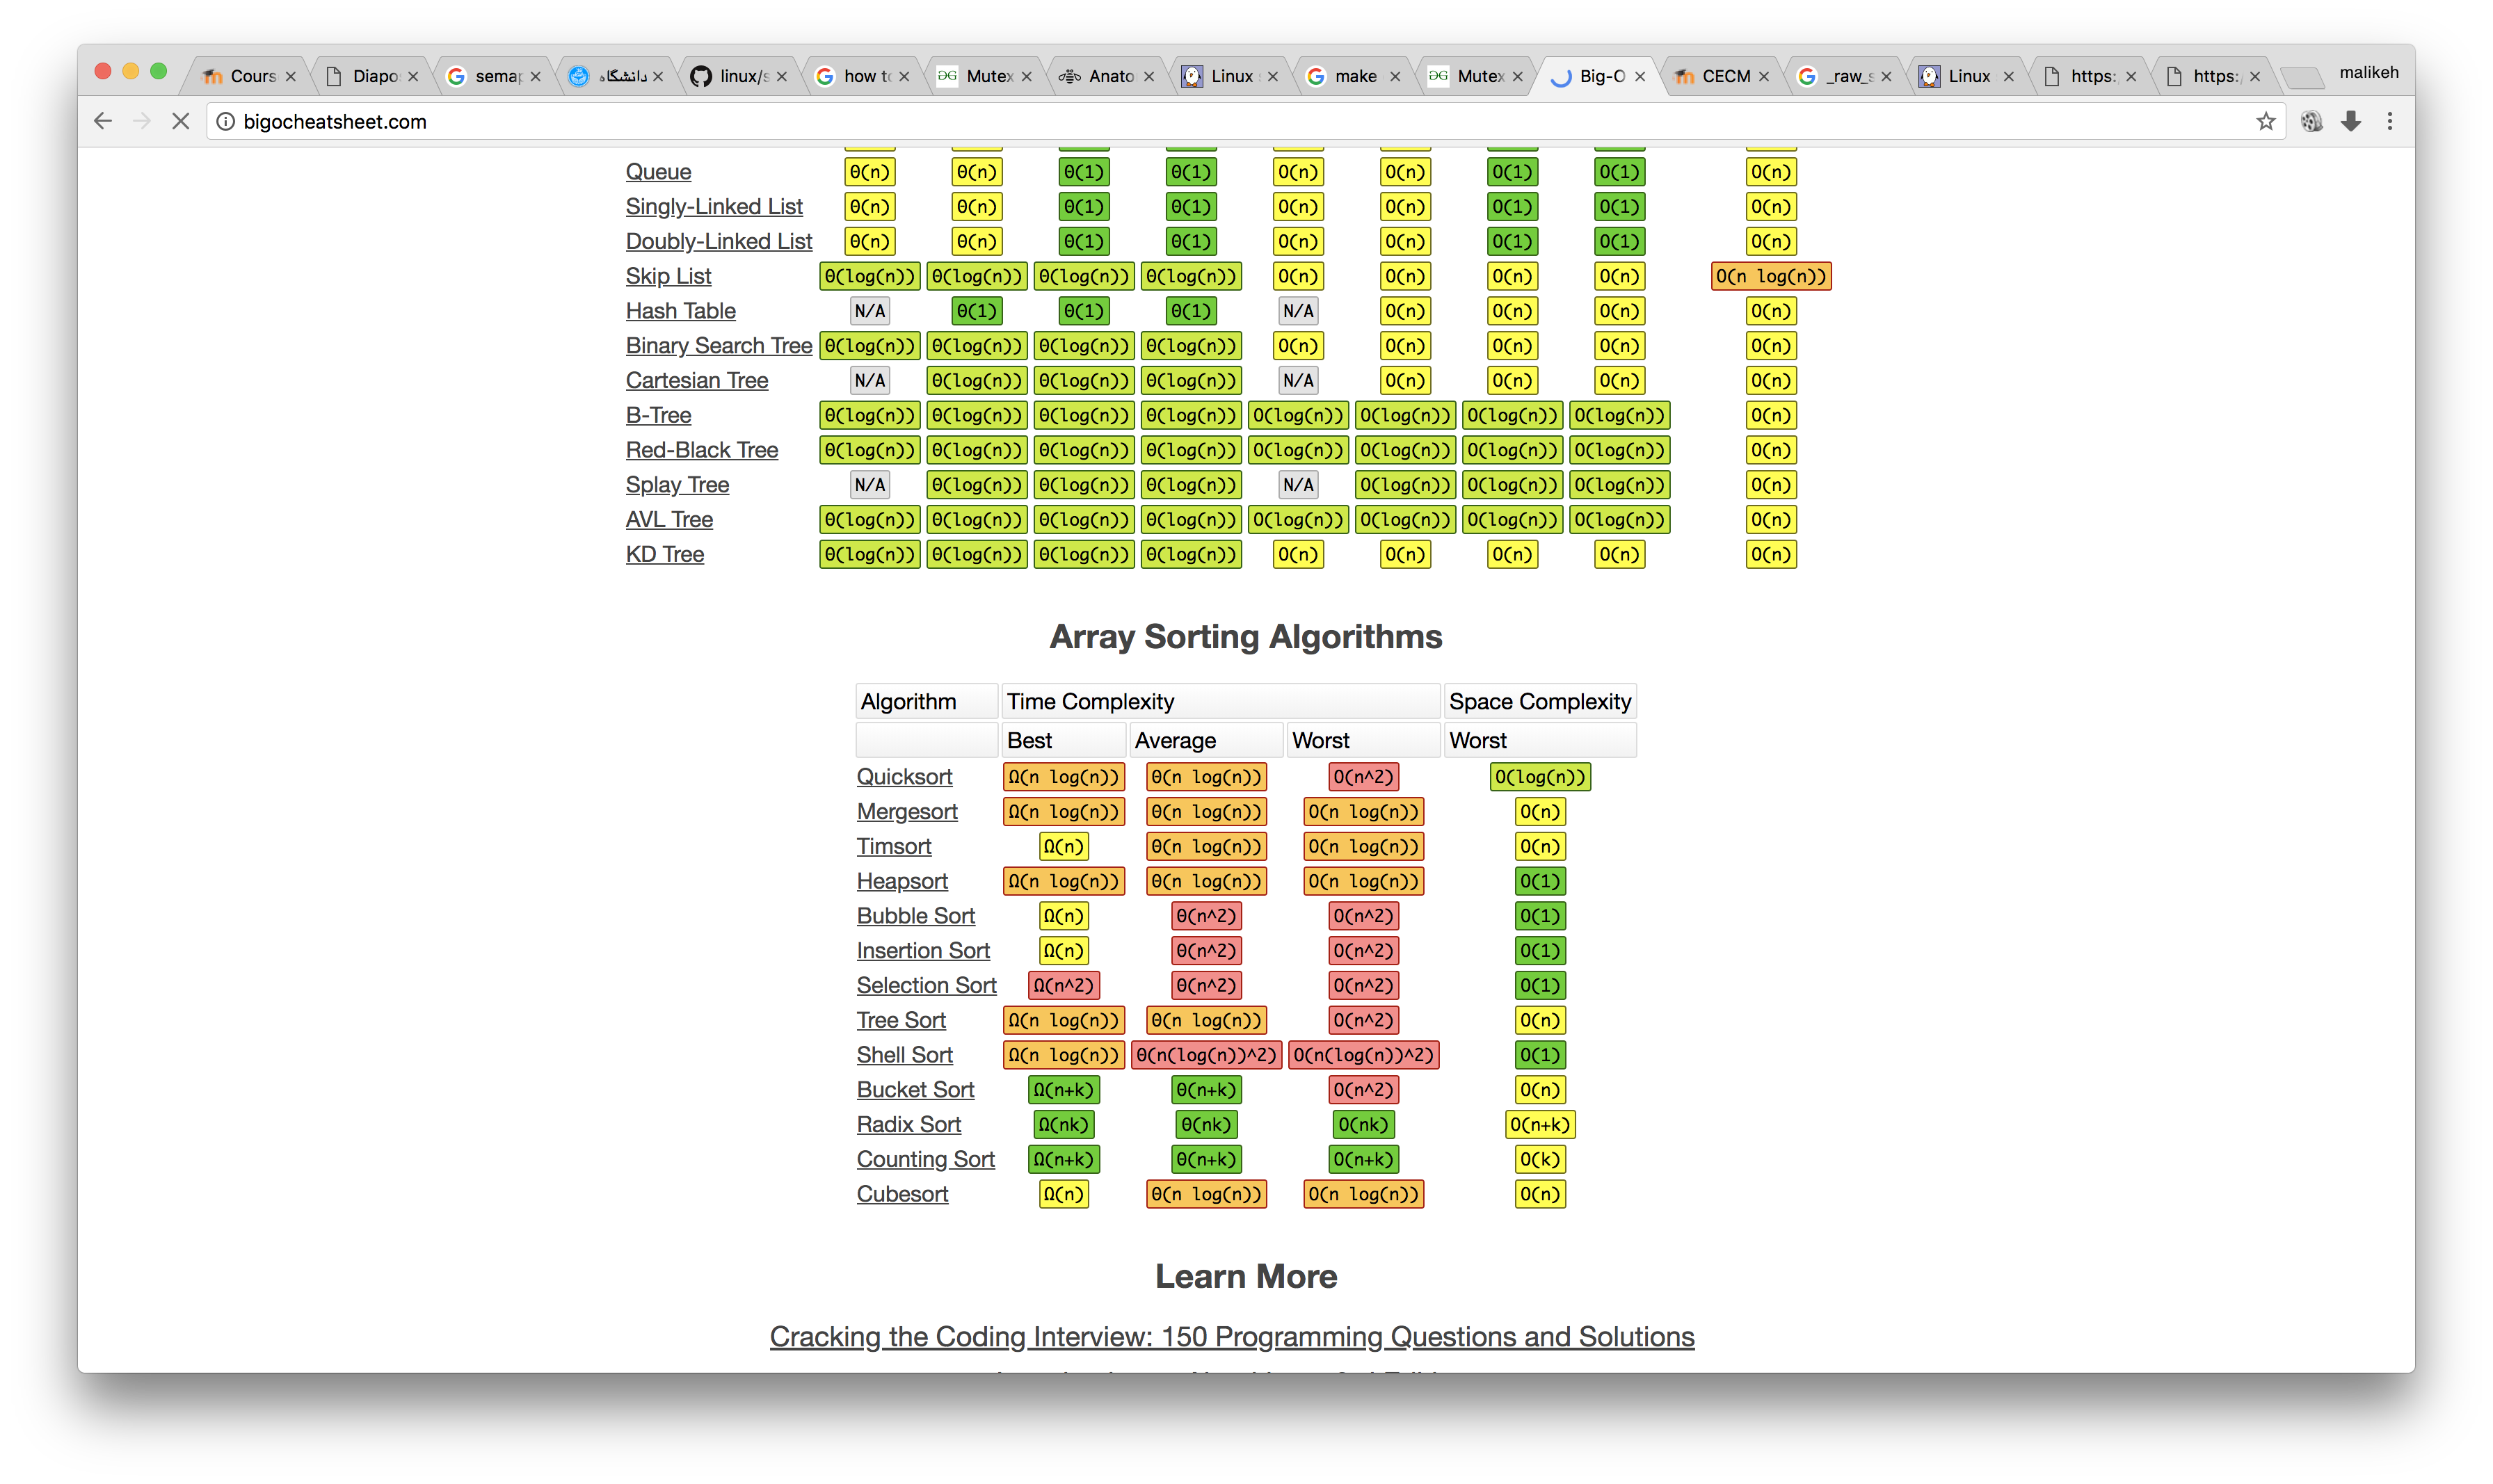 Cours Diapo semap دانشگاه linux/s how to Mutex Anato Linux make Mutex Big-O CECM _raw_s Linux https: https: malikeh
bigocheatsheet.com
Queue Θ(n) Θ(n) Θ(1) Θ(1) O(n) O(n) O(1) O(1) O(n)
Singly-Linked List Θ(n) Θ(n) Θ(1) Θ(1) O(n) O(n) O(1) O(1) O(n)
Doubly-Linked List Θ(n) Θ(n) Θ(1) Θ(1) O(n) O(n) O(1) O(1) O(n)
Skip List Θ(log(n)) Θ(log(n)) Θ(log(n)) Θ(log(n)) O(n) O(n) O(n) O(n) O(n log(n))
Hash Table N/A Θ(1) Θ(1) Θ(1) N/A O(n) O(n) O(n) O(n)
Binary Search Tree Θ(log(n)) Θ(log(n)) Θ(log(n)) Θ(log(n)) O(n) O(n) O(n) O(n) O(n)
Cartesian Tree N/A Θ(log(n)) Θ(log(n)) Θ(log(n)) N/A O(n) O(n) O(n) O(n)
B-Tree Θ(log(n)) Θ(log(n)) Θ(log(n)) Θ(log(n)) O(log(n)) O(log(n)) O(log(n)) O(log(n)) O(n)
Red-Black Tree Θ(log(n)) Θ(log(n)) Θ(log(n)) Θ(log(n)) O(log(n)) O(log(n)) O(log(n)) O(log(n)) O(n)
Splay Tree N/A Θ(log(n)) Θ(log(n)) Θ(log(n)) N/A O(log(n)) O(log(n)) O(log(n)) O(n)
AVL Tree Θ(log(n)) Θ(log(n)) Θ(log(n)) Θ(log(n)) O(log(n)) O(log(n)) O(log(n)) O(log(n)) O(n)
KD Tree Θ(log(n)) Θ(log(n)) Θ(log(n)) Θ(log(n)) O(n) O(n) O(n) O(n) O(n)
Array Sorting Algorithms
Algorithm Time Complexity Space Complexity
Best Average Worst Worst
Quicksort Ω(n log(n)) Θ(n log(n)) O(n^2) O(log(n))
Mergesort Ω(n log(n)) Θ(n log(n)) O(n log(n)) O(n)
Timsort Ω(n) Θ(n log(n)) O(n log(n)) O(n)
Heapsort Ω(n log(n)) Θ(n log(n)) O(n log(n)) O(1)
Bubble Sort Ω(n) Θ(n^2) O(n^2) O(1)
Insertion Sort Ω(n) Θ(n^2) O(n^2) O(1)
Selection Sort Ω(n^2) Θ(n^2) O(n^2) O(1)
Tree Sort Ω(n log(n)) Θ(n log(n)) O(n^2) O(n)
Shell Sort Ω(n log(n)) Θ(n(log(n))^2) O(n(log(n))^2) O(1)
Bucket Sort Ω(n+k) Θ(n+k) O(n^2) O(n)
Radix Sort Ω(nk) Θ(nk) O(nk) O(n+k)
Counting Sort Ω(n+k) Θ(n+k) O(n+k) O(k)
Cubesort Ω(n) Θ(n log(n)) O(n log(n)) O(n)
Learn More
Cracking the Coding Interview: 150 Programming Questions and Solutions